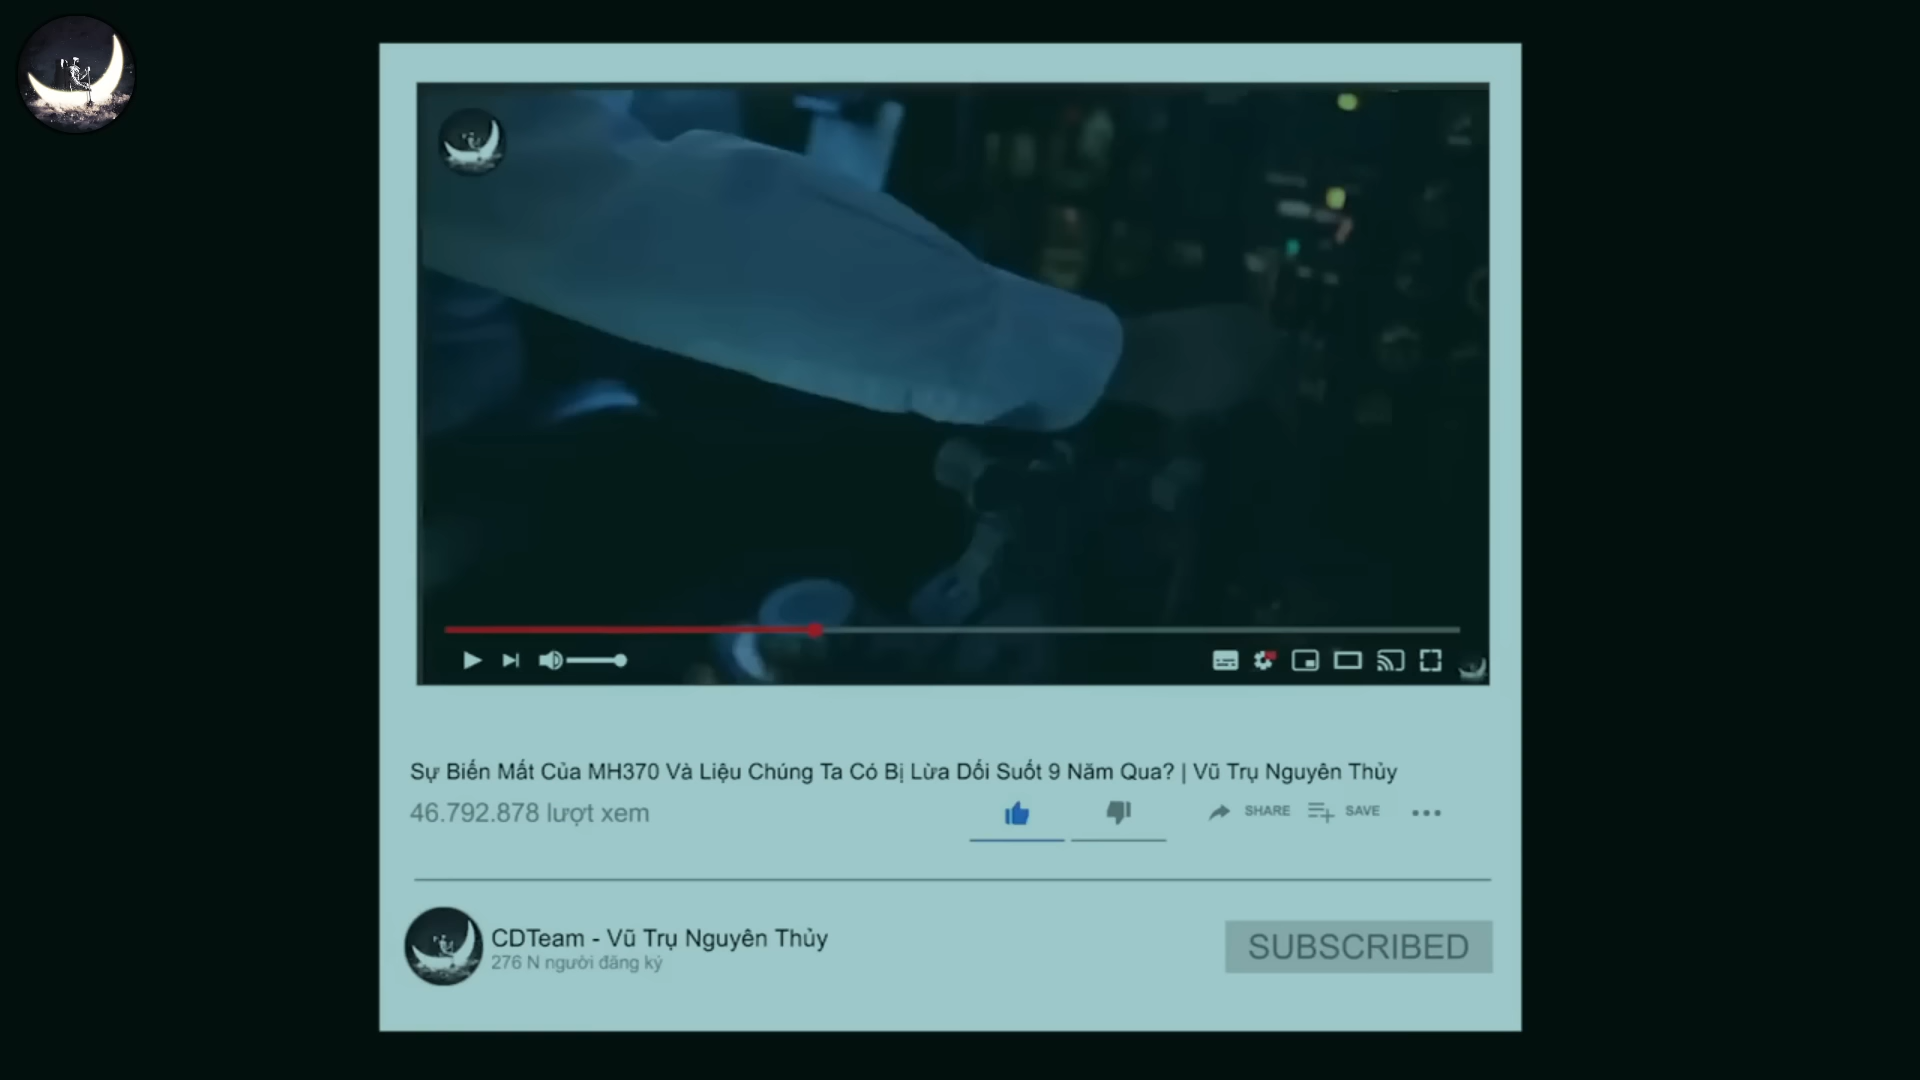 Sự Biến Mất Của MH370 Và Liệu Chúng Ta Có Bị Lừa Dối Suốt 9 Năm Qua? | Vũ Trụ Nguyên Thủy
46.792.878 lượt xem
SHARE
SAVE
CDTeam - Vũ Trụ Nguyên Thủy
276 N người đăng ký
SUBSCRIBED